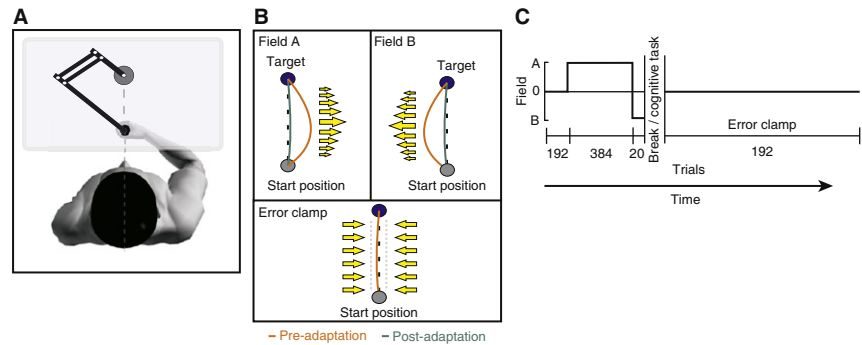 A
B
C
Field A
Target
Start position
Field B
Target
Start position
Error clamp
Start position
Pre-adaptation
Post-adaptation
Field
A
0
B
Break / cognitive task
Error clamp
192
384
20
192
Trials
Time